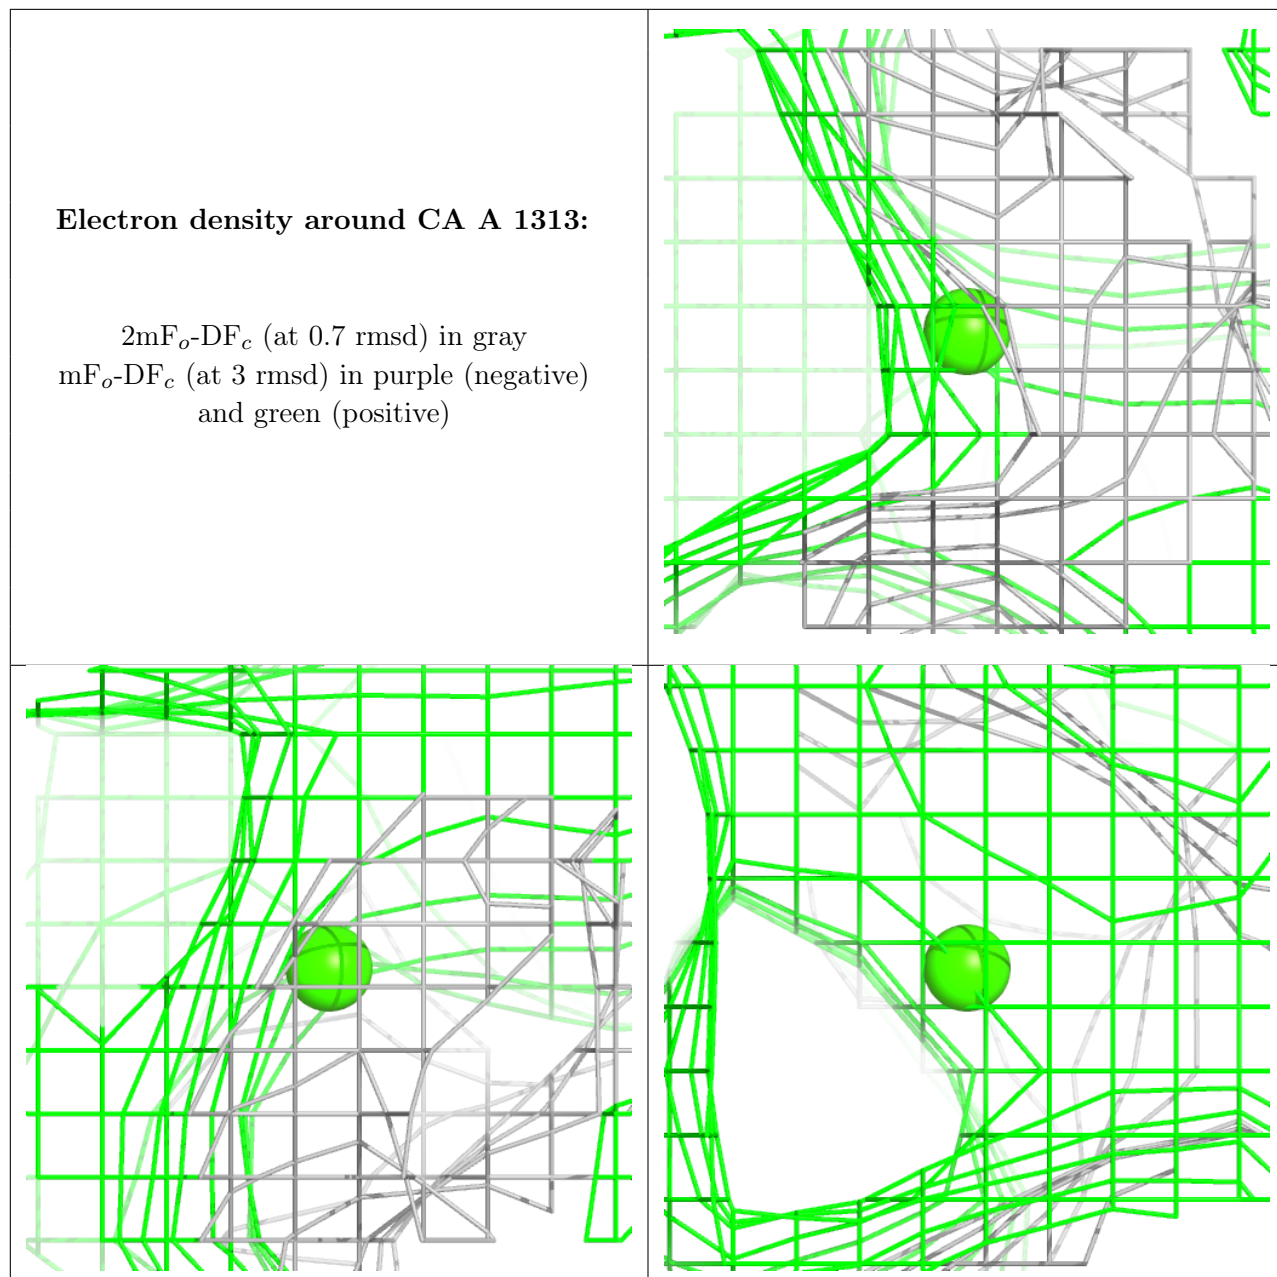 Electron density around CA A 1313:
2mFo-DFc (at 0.7 rmsd) in gray
mFo-DFc (at 3 rmsd) in purple (negative)
and green (positive)